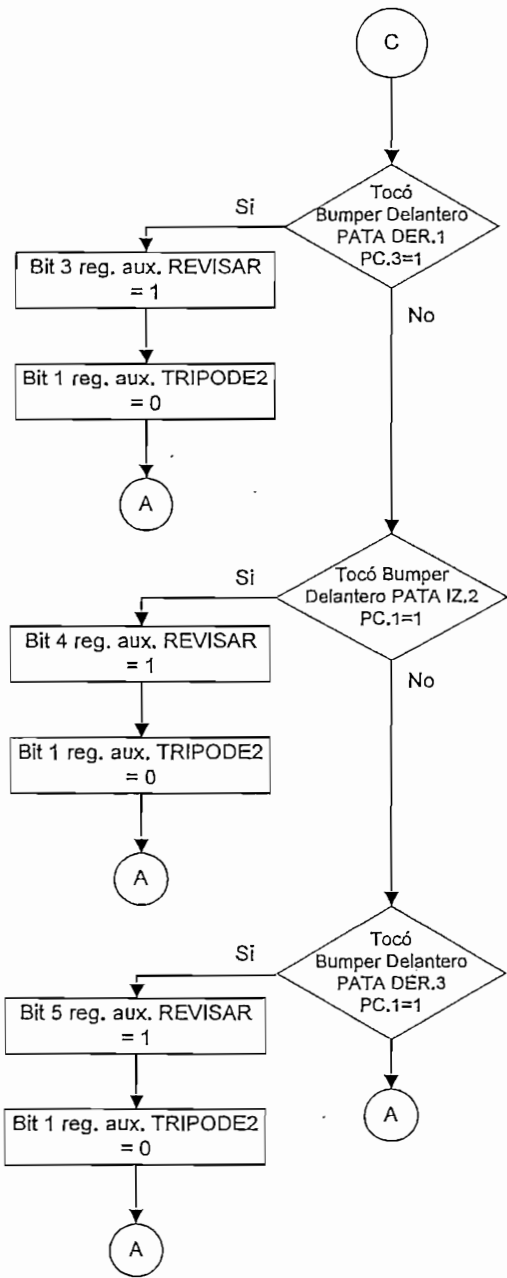 C
Tocó
Bumper Delantero
PATA DER.1
PC.3=1
Si
No
Bit 3 reg. aux. REVISAR
= 1
Bit 1 reg. aux. TRIPODE2
= 0
A
Tocó Bumper
Delantero PATA IZ.2
PC.1=1
Si
No
Bit 4 reg. aux. REVISAR
= 1
Bit 1 reg. aux. TRIPODE2
= 0
A
Tocó
Bumper Delantero
PATA DER.3
PC.1=1
Si
Bit 5 reg. aux. REVISAR
= 1
Bit 1 reg. aux. TRIPODE2
= 0
A
A